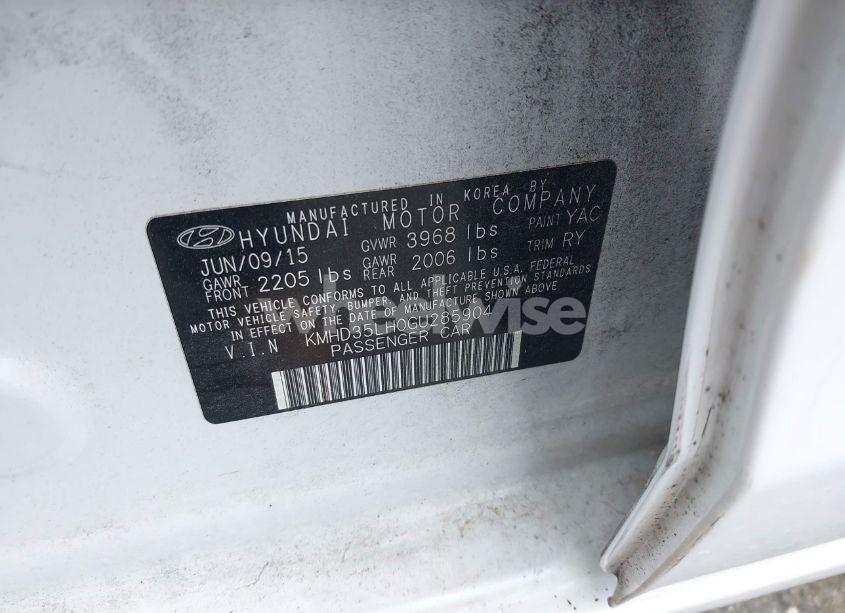 MANUFACTURED IN KOREA BY
HYUNDAI MOTOR COMPANY
JUN/09/15 GVWR 3968 lbs PAINT YAC
GAWR FRONT 2205 lbs GAWR REAR 2006 lbs TRIM RY
THIS VEHICLE CONFORMS TO ALL APPLICABLE U.S.A. FEDERAL
MOTOR VEHICLE SAFETY, BUMPER, AND THEFT PREVENTION STANDARDS
IN EFFECT ON THE DATE OF MANUFACTURE SHOWN ABOVE
V.I.N KMHD35LH0GU285904
PASSENGER CAR
Wheelwise